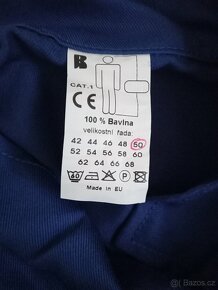 R
CAT.1
CE
100 % Bavlna
velikostní řada:
42 44 46 48 50
52 54 56 58 60
62 64 66 68
60 P
Made in EU
Bazos.cz